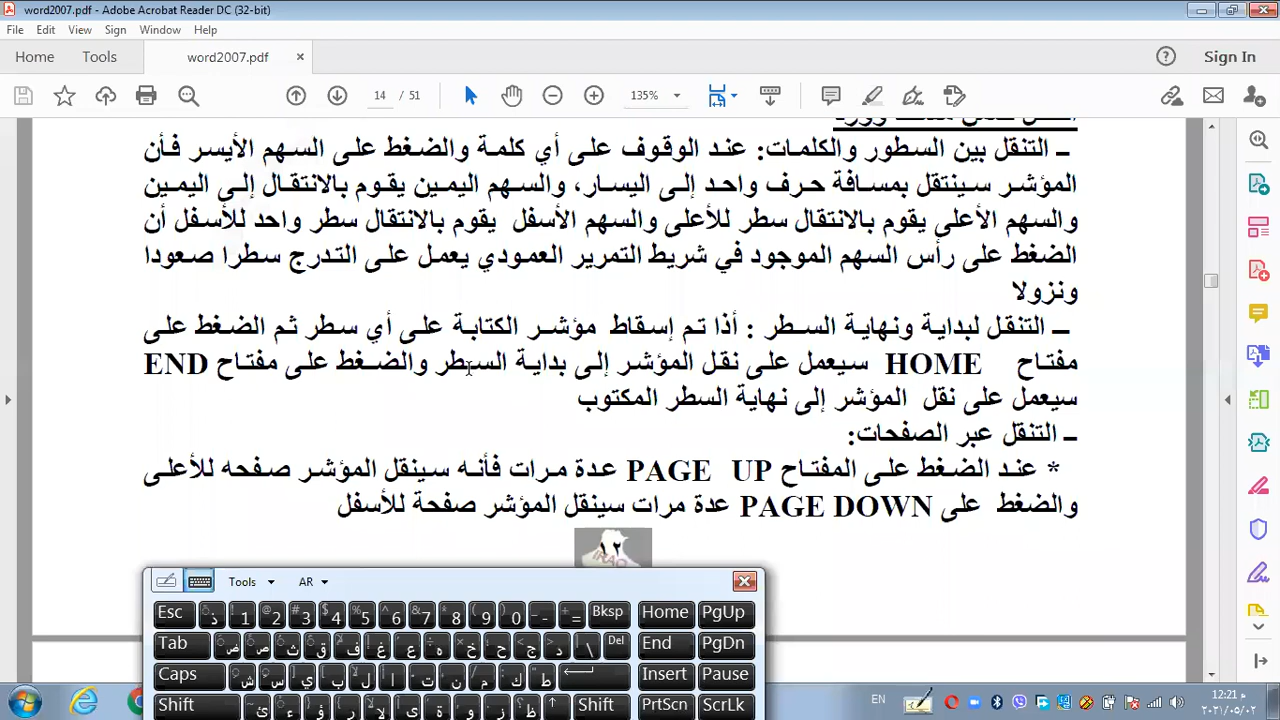 word2007.pdf - Adobe Acrobat Reader DC (32-bit)
File Edit View Sign Window Help
Home Tools word2007.pdf × ? Sign In
14 / 51 135%
ـ التنقل بين السطور والكلمات: عند الوقوف على أي كلمة والضغط على السهم الأيسر فأن
المؤشر سينتقل بمسافة حرف واحد إلى اليسار، والسهم اليمين يقوم بالانتقال إلى اليمين
والسهم الأعلى يقوم بالانتقال سطر للأعلى والسهم الأسفل يقوم بالانتقال سطر واحد للأسفل أن
الضغط على رأس السهم الموجود في شريط التمرير العمودي يعمل على التدرج سطرا صعودا
ونزولا
ـ التنقل لبداية ونهاية السطر : أذا تم إسقاط مؤشر الكتابة على أي سطر ثم الضغط على
مفتاح HOME سيعمل على نقل المؤشر إلى بداية السطر والضغط على مفتاح END
سيعمل على نقل المؤشر إلى نهاية السطر المكتوب
ـ التنقل عبر الصفحات:
* عند الضغط على المفتاح PAGE UP عدة مرات فأنه سينقل المؤشر صفحه للأعلى
والضغط على PAGE DOWN عدة مرات سينقل المؤشر صفحة للأسفل
١٢
IRAQ
Tools AR
Esc ذ ! 1 @ 2 # 3 $ 4 % 5 ^ 6 & 7 * 8 ( 9 ) 0 _ - + = Bksp Home PgUp
Tab ض ص ث ق ف غ ع ه خ ح ج د \ Del End PgDn
Caps ش س ي ب ل ا ت ن م ك ط Insert Pause
Shift ئ ء ؤ ر لا ى ة و ز ظ Shift PrtScn ScrLk
EN
12:21 م
٢٠٢١/٠٥/٠٢